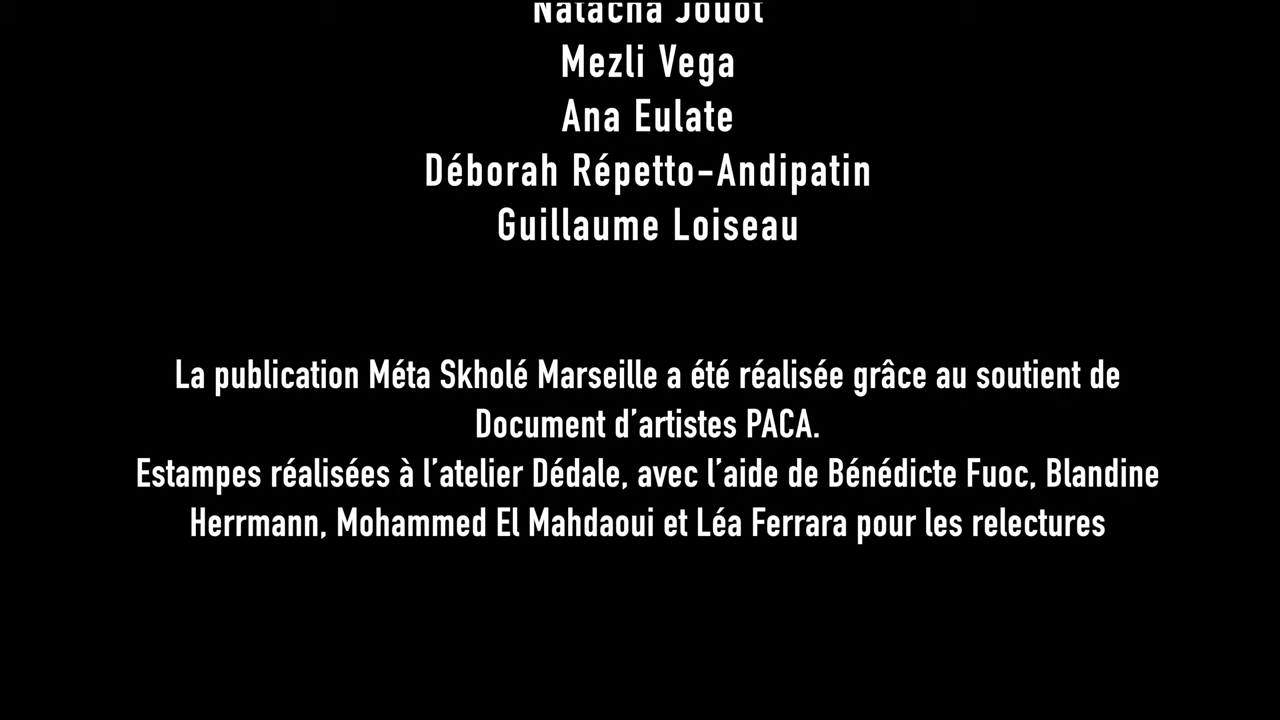 Natacha Jouot
Mezli Vega
Ana Eulate
Déborah Répetto-Andipatin
Guillaume Loiseau
La publication Méta Skholé Marseille a été réalisée grâce au soutient de
Document d’artistes PACA.
Estampes réalisées à l’atelier Dédale, avec l’aide de Bénédicte Fuoc, Blandine
Herrmann, Mohammed El Mahdaoui et Léa Ferrara pour les relectures